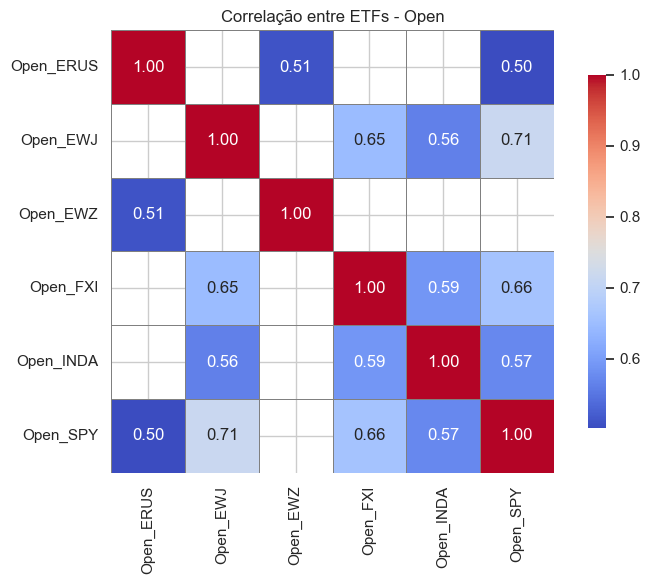 Correlação entre ETFs - Open
Open_ERUS 1.00 0.51 0.50
Open_EWJ 1.00 0.65 0.56 0.71
Open_EWZ 0.51 1.00
Open_FXI 0.65 1.00 0.59 0.66
Open_INDA 0.56 0.59 1.00 0.57
Open_SPY 0.50 0.71 0.66 0.57 1.00
Open_ERUS
Open_EWJ
Open_EWZ
Open_FXI
Open_INDA
Open_SPY
1.0
0.9
0.8
0.7
0.6